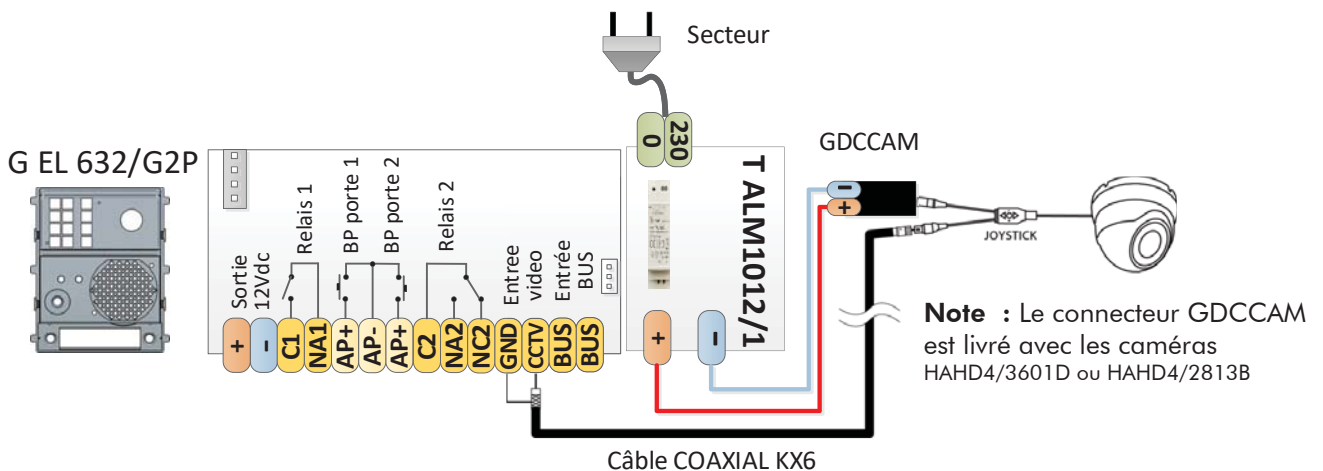 Secteur
G EL 632/G2P
0
230
T ALM1012/1
GDCCAM
-
+
JOYSTICK
Sortie
12Vdc
Relais 1
BP porte 1
BP porte 2
Relais 2
Entree
video
Entrée
BUS
+
-
C1
NA1
AP+
AP-
AP+
C2
NA2
NC2
GND
CCTV
BUS
BUS
+
-
Note : Le connecteur GDCCAM
est livré avec les caméras
HAHD4/3601D ou HAHD4/2813B
Câble COAXIAL KX6